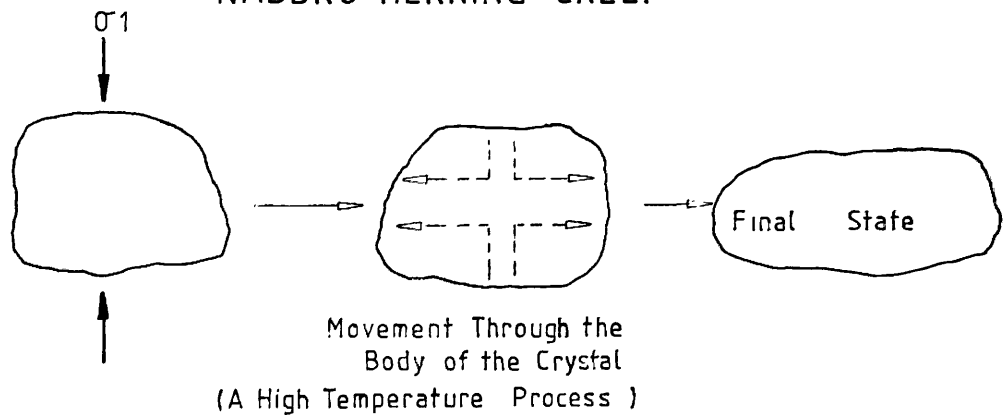 σ1
Final State
Movement Through the
Body of the Crystal
(A High Temperature Process )